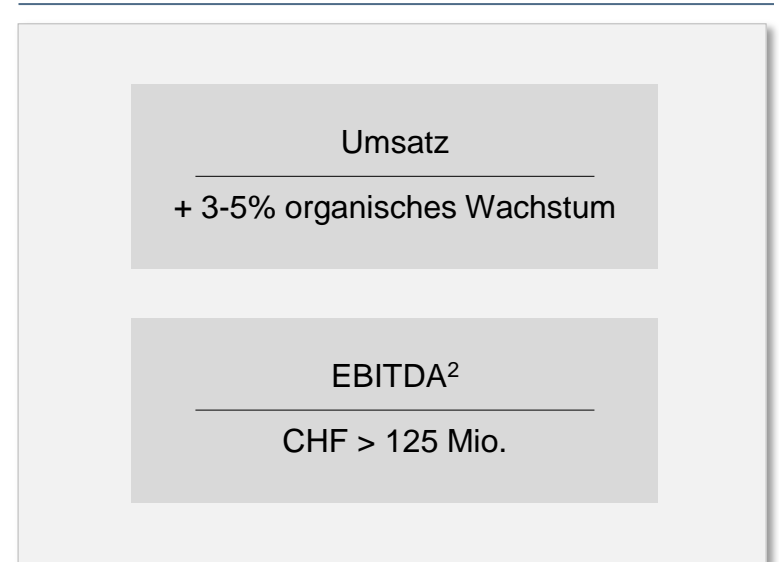 Umsatz
+ 3-5% organisches Wachstum
EBITDA²
CHF > 125 Mio.